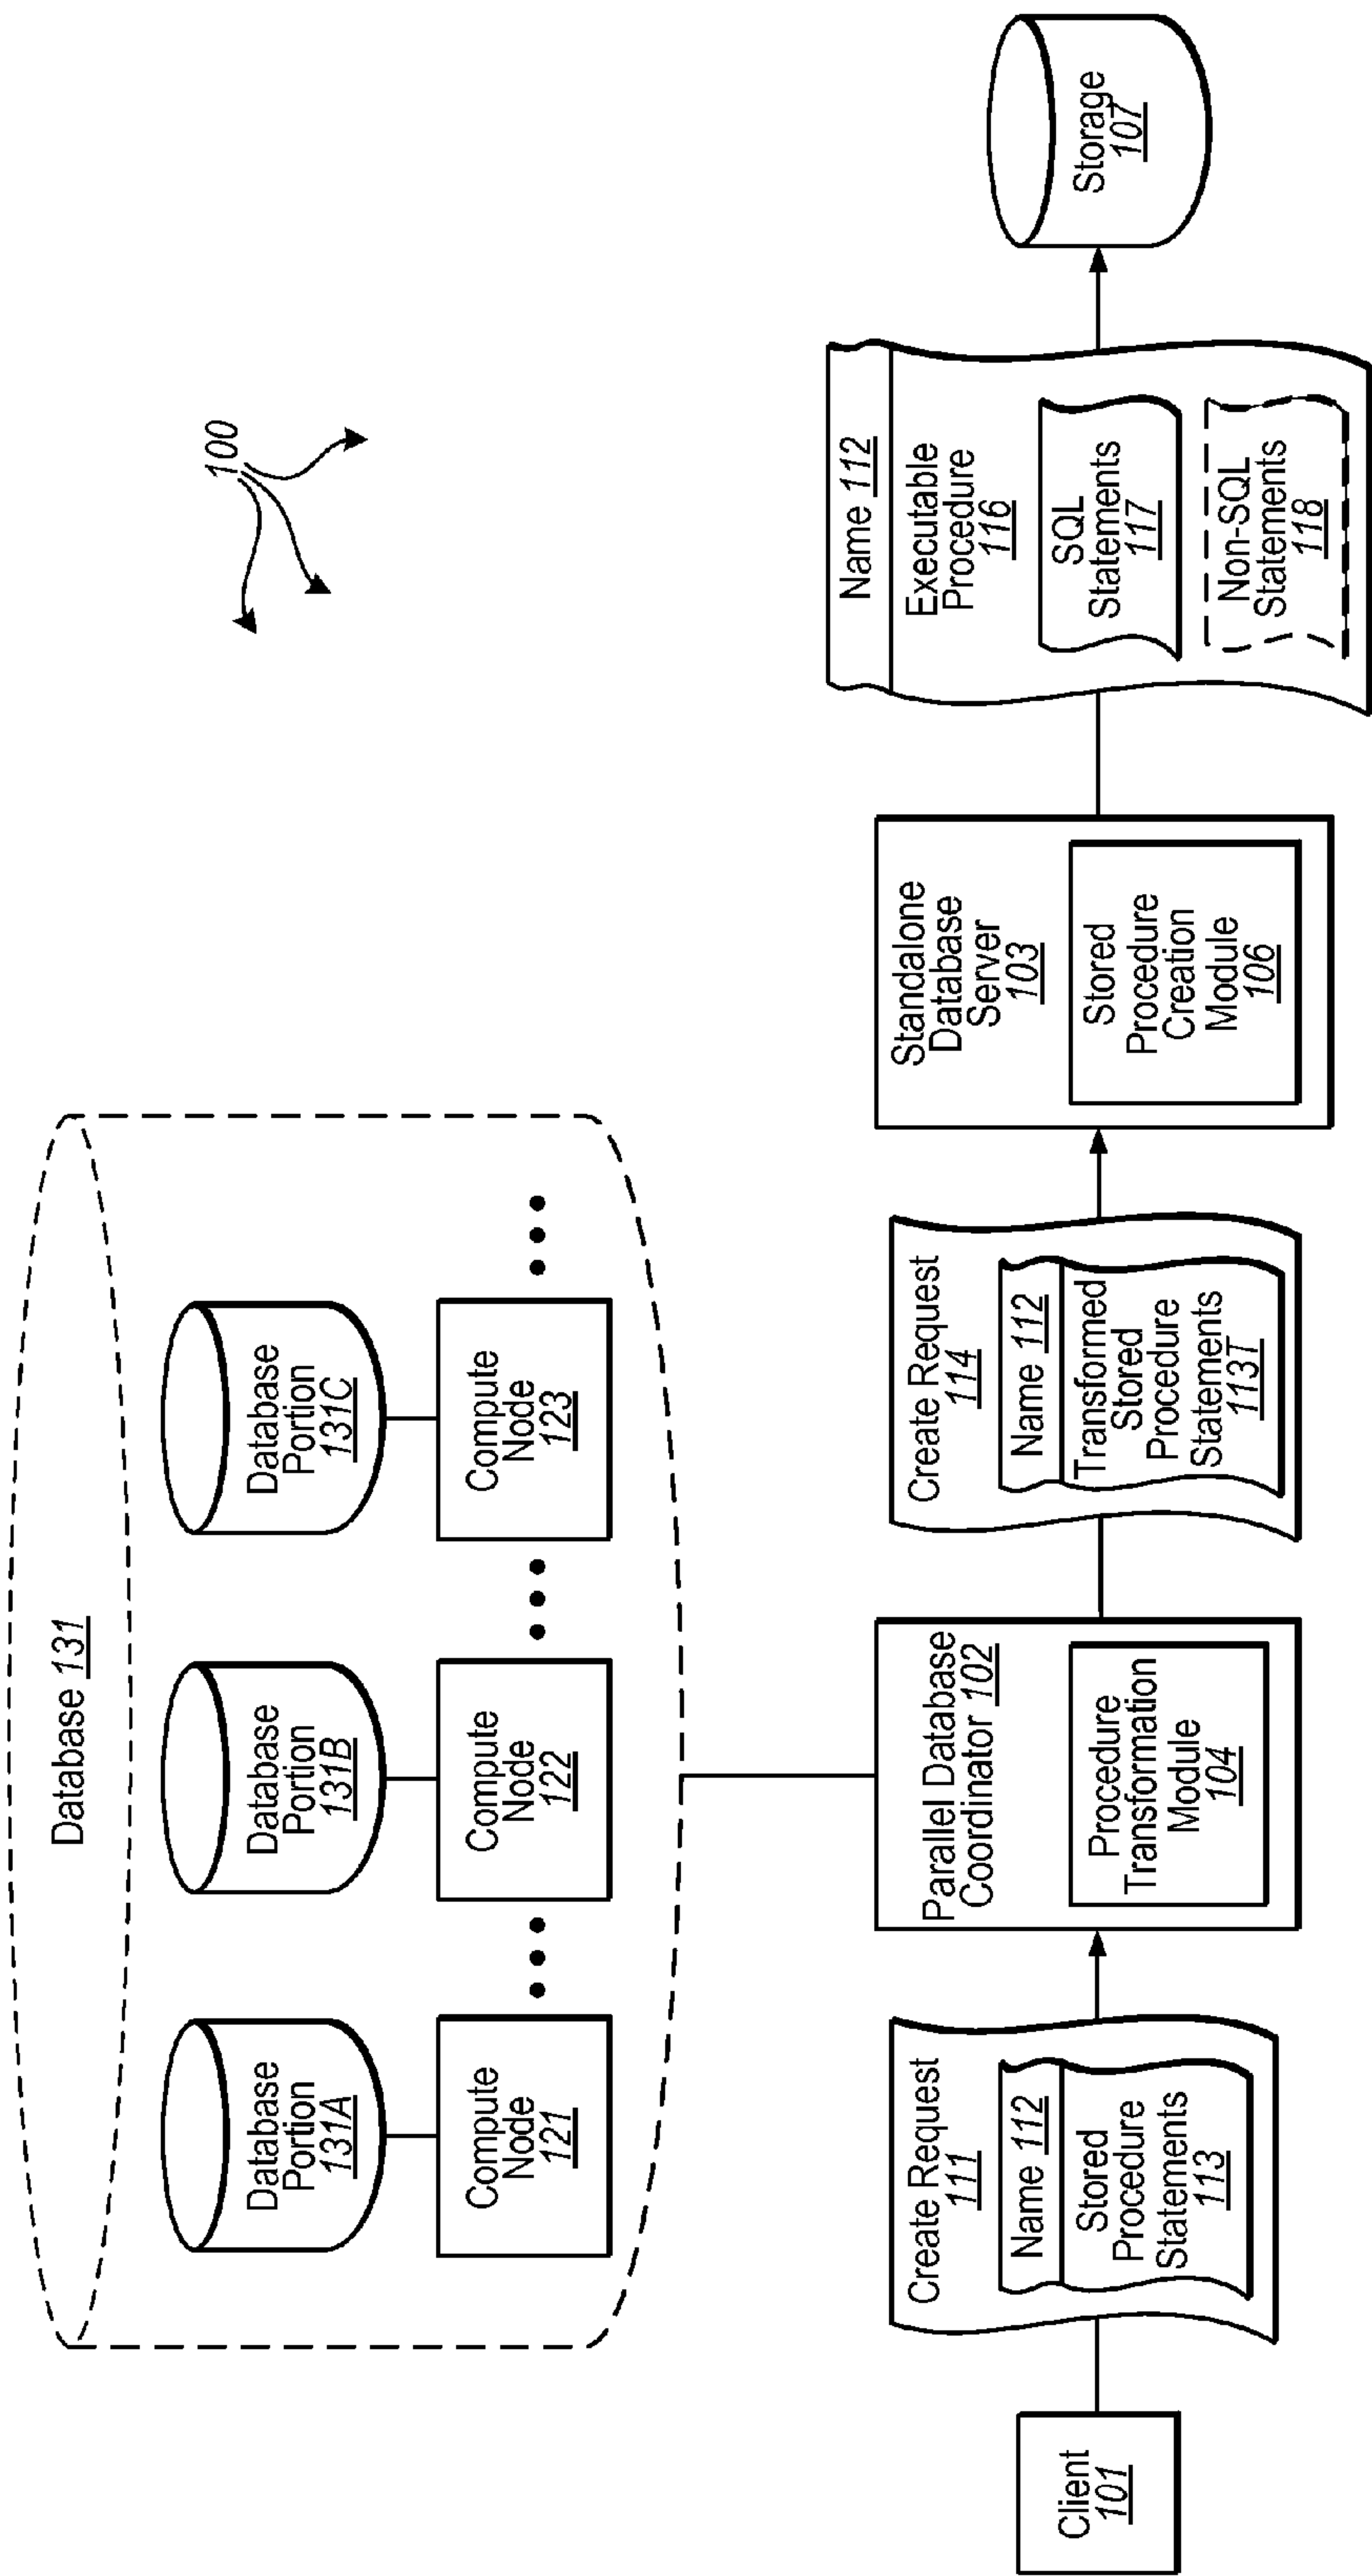 100
Database 131
Database
Portion
131A
Database
Portion
131B
Database
Portion
131C
Compute
Node
121
Compute
Node
122
Compute
Node
123
Client
101
Create Request
111
Name 112
Stored
Procedure
Statements
113
Parallel Database
Coordinator 102
Procedure
Transformation
Module
104
Create Request
114
Name 112
Transformed
Stored
Procedure
Statements
113T
Standalone
Database
Server
103
Stored
Procedure
Creation
Module
106
Name 112
Executable
Procedure
116
SQL
Statements
117
Non-SQL
Statements
118
Storage
107